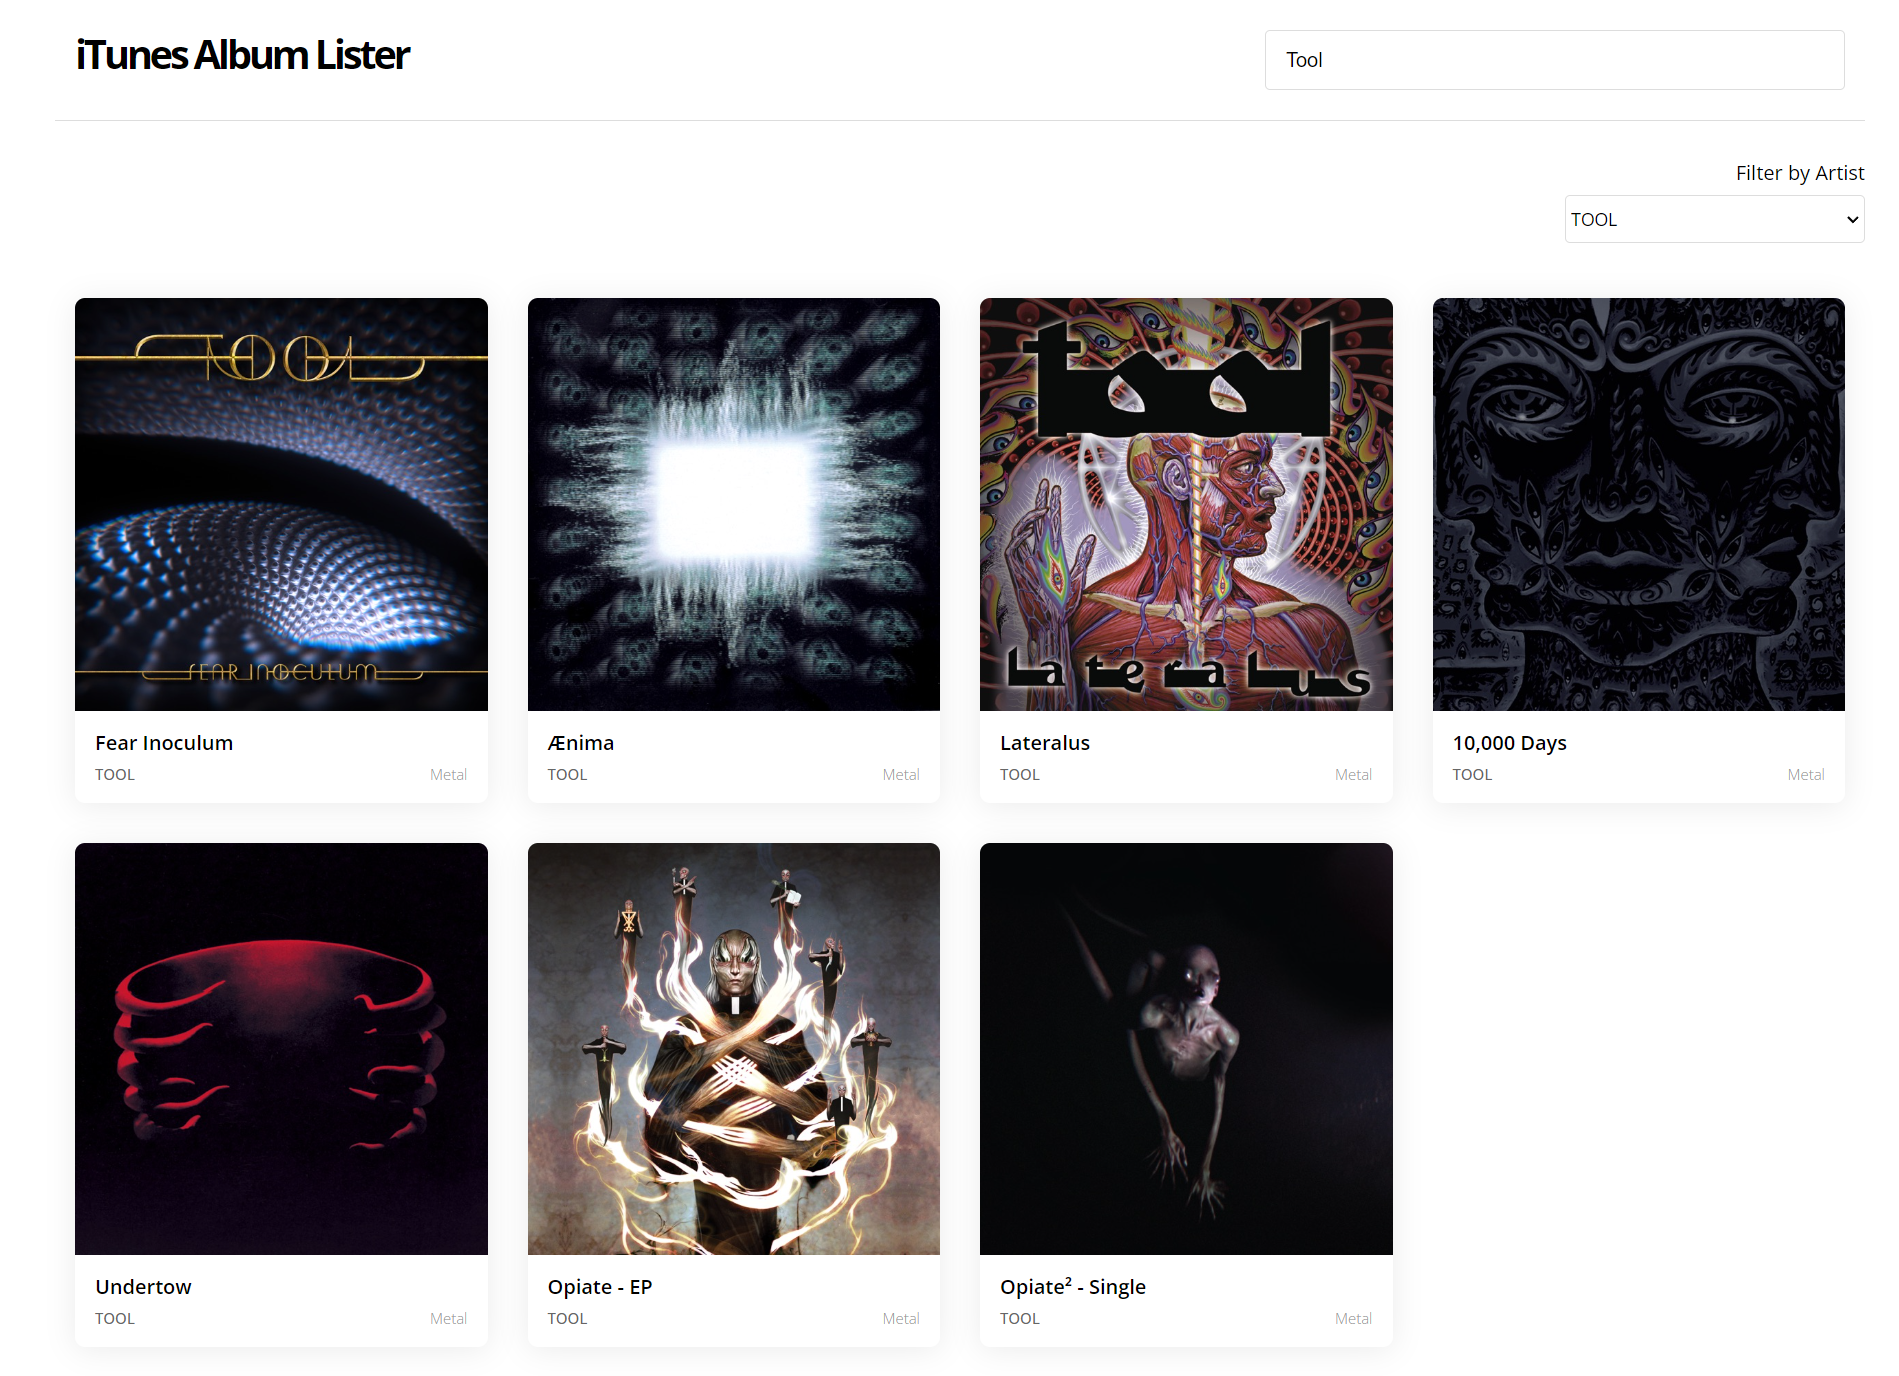 iTunes Album Lister
Tool
Filter by Artist
TOOL
TOOL
FEAR INOCULUM
tool
Lateralus
Fear Inoculum
TOOL Metal
Ænima
TOOL Metal
Lateralus
TOOL Metal
10,000 Days
TOOL Metal
Undertow
TOOL Metal
Opiate - EP
TOOL Metal
Opiate² - Single
TOOL Metal